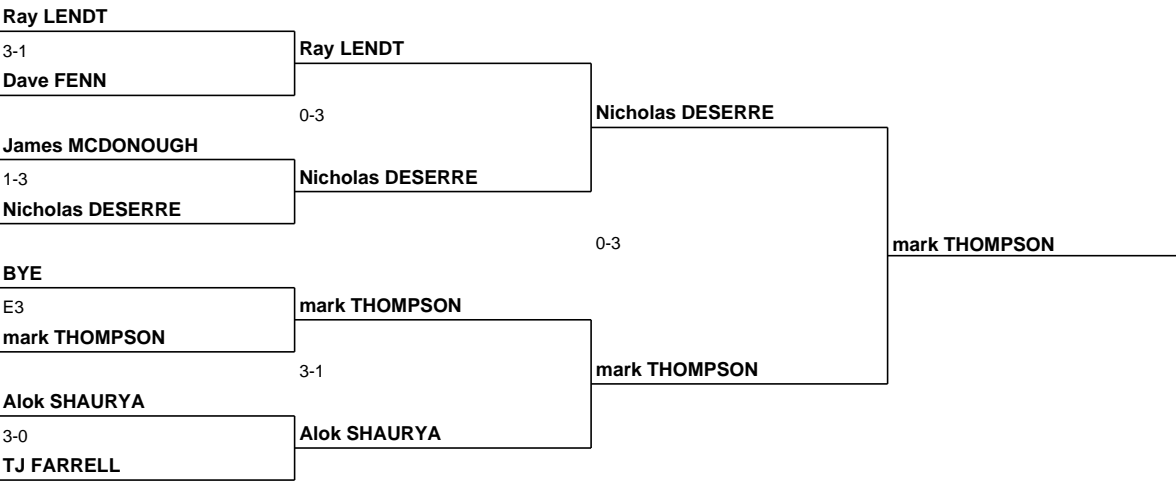 Ray LENDT
3-1
Ray LENDT
Dave FENN
0-3
Nicholas DESERRE
James MCDONOUGH
1-3
Nicholas DESERRE
Nicholas DESERRE
0-3
mark THOMPSON
BYE
E3
mark THOMPSON
mark THOMPSON
3-1
mark THOMPSON
Alok SHAURYA
3-0
Alok SHAURYA
TJ FARRELL